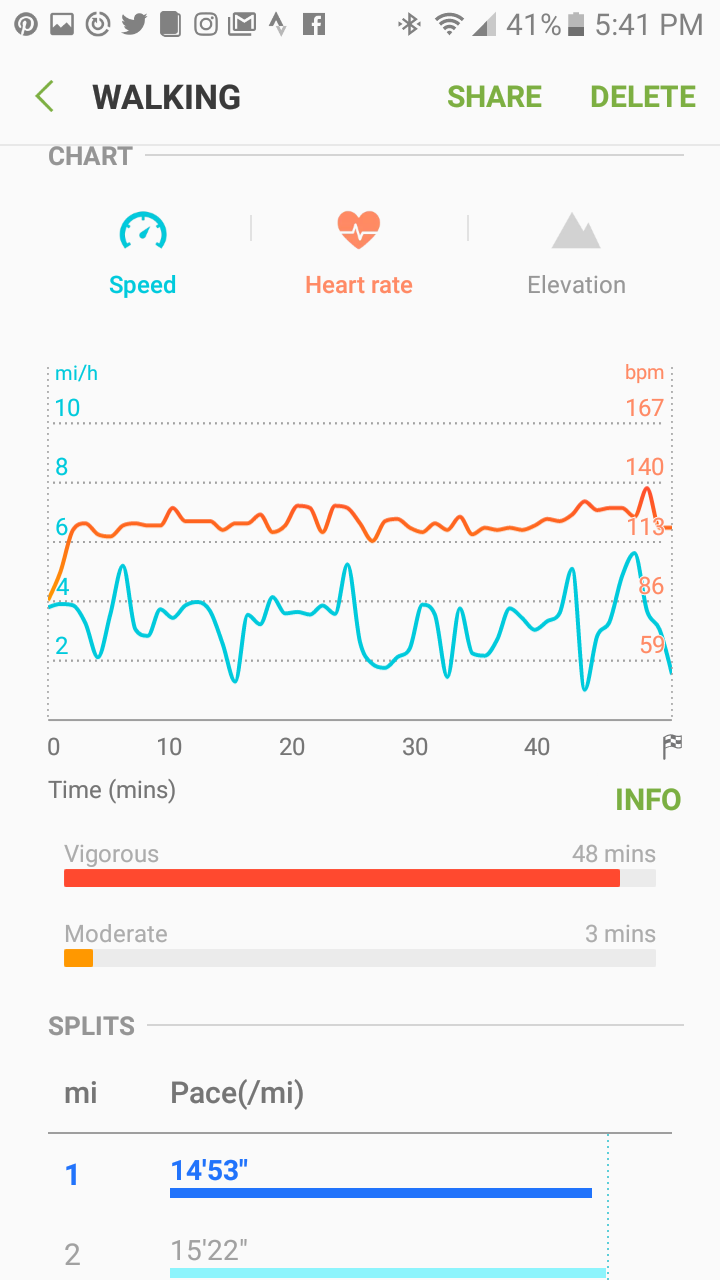 41% 5:41 PM
WALKING SHARE DELETE
CHART
Speed Heart rate Elevation
mi/h bpm
10 167
8 140
6 113
4 86
2 59
0 10 20 30 40
Time (mins)
INFO
Vigorous 48 mins
Moderate 3 mins
SPLITS
mi Pace(/mi)
1 14'53"
2 15'22"